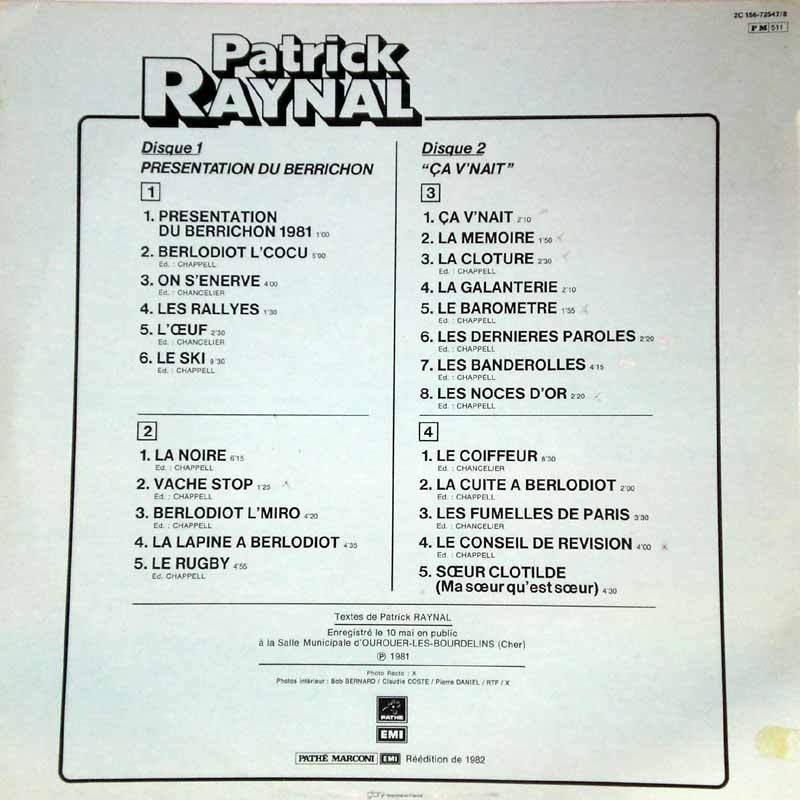 2C 156-72547/8
PM 511
Patrick
RAYNAL
Disque 1
PRESENTATION DU BERRICHON
1
1. PRESENTATION
DU BERRICHON 1981 1'00
2. BERLODIOT L'COCU 5'00
Ed. : CHAPPELL
3. ON S'ENERVE 4'00
Ed. : CHANCELIER
4. LES RALLYES 1'30
5. L'ŒUF 2'30
Ed. : CHANCELIER
6. LE SKI 9'30
Ed. : CHAPPELL
2
1. LA NOIRE 6'15
Ed. : CHAPPELL
2. VACHE STOP 1'25
Ed. : CHAPPELL
3. BERLODIOT L'MIRO 4'20
Ed. : CHAPPELL
4. LA LAPINE A BERLODIOT 4'35
5. LE RUGBY 4'55
Ed. CHAPPELL
Disque 2
"ÇA V'NAIT"
3
1. ÇA V'NAIT 2'10
2. LA MEMOIRE 1'50
3. LA CLOTURE 2'30
Ed. : CHAPPELL
4. LA GALANTERIE 2'10
5. LE BAROMETRE 1'55
Ed. : CHAPPELL
6. LES DERNIERES PAROLES 2'20
Ed. : CHAPPELL
7. LES BANDEROLLES 4'15
Ed. : CHAPPELL
8. LES NOCES D'OR 2'20
Ed. : CHAPPELL
4
1. LE COIFFEUR 6'30
Ed. : CHANCELIER
2. LA CUITE A BERLODIOT 2'00
Ed. : CHAPPELL
3. LES FUMELLES DE PARIS 3'30
Ed. : CHANCELIER
4. LE CONSEIL DE REVISION 4'00
Ed. : CHAPPELL
5. SŒUR CLOTILDE
(Ma sœur qu'est sœur) 4'30
Textes de Patrick RAYNAL
Enregistré le 10 mai en public
à la Salle Municipale d'OUROUER-LES-BOURDELINS (Cher)
Ⓟ 1981
Photo Recto : X
Photos intérieur : Bob BERNARD / Claude COSTE / Pierre DANIEL / RTF / X
PATHE
EMI
PATHÉ MARCONI EMI Réédition de 1982